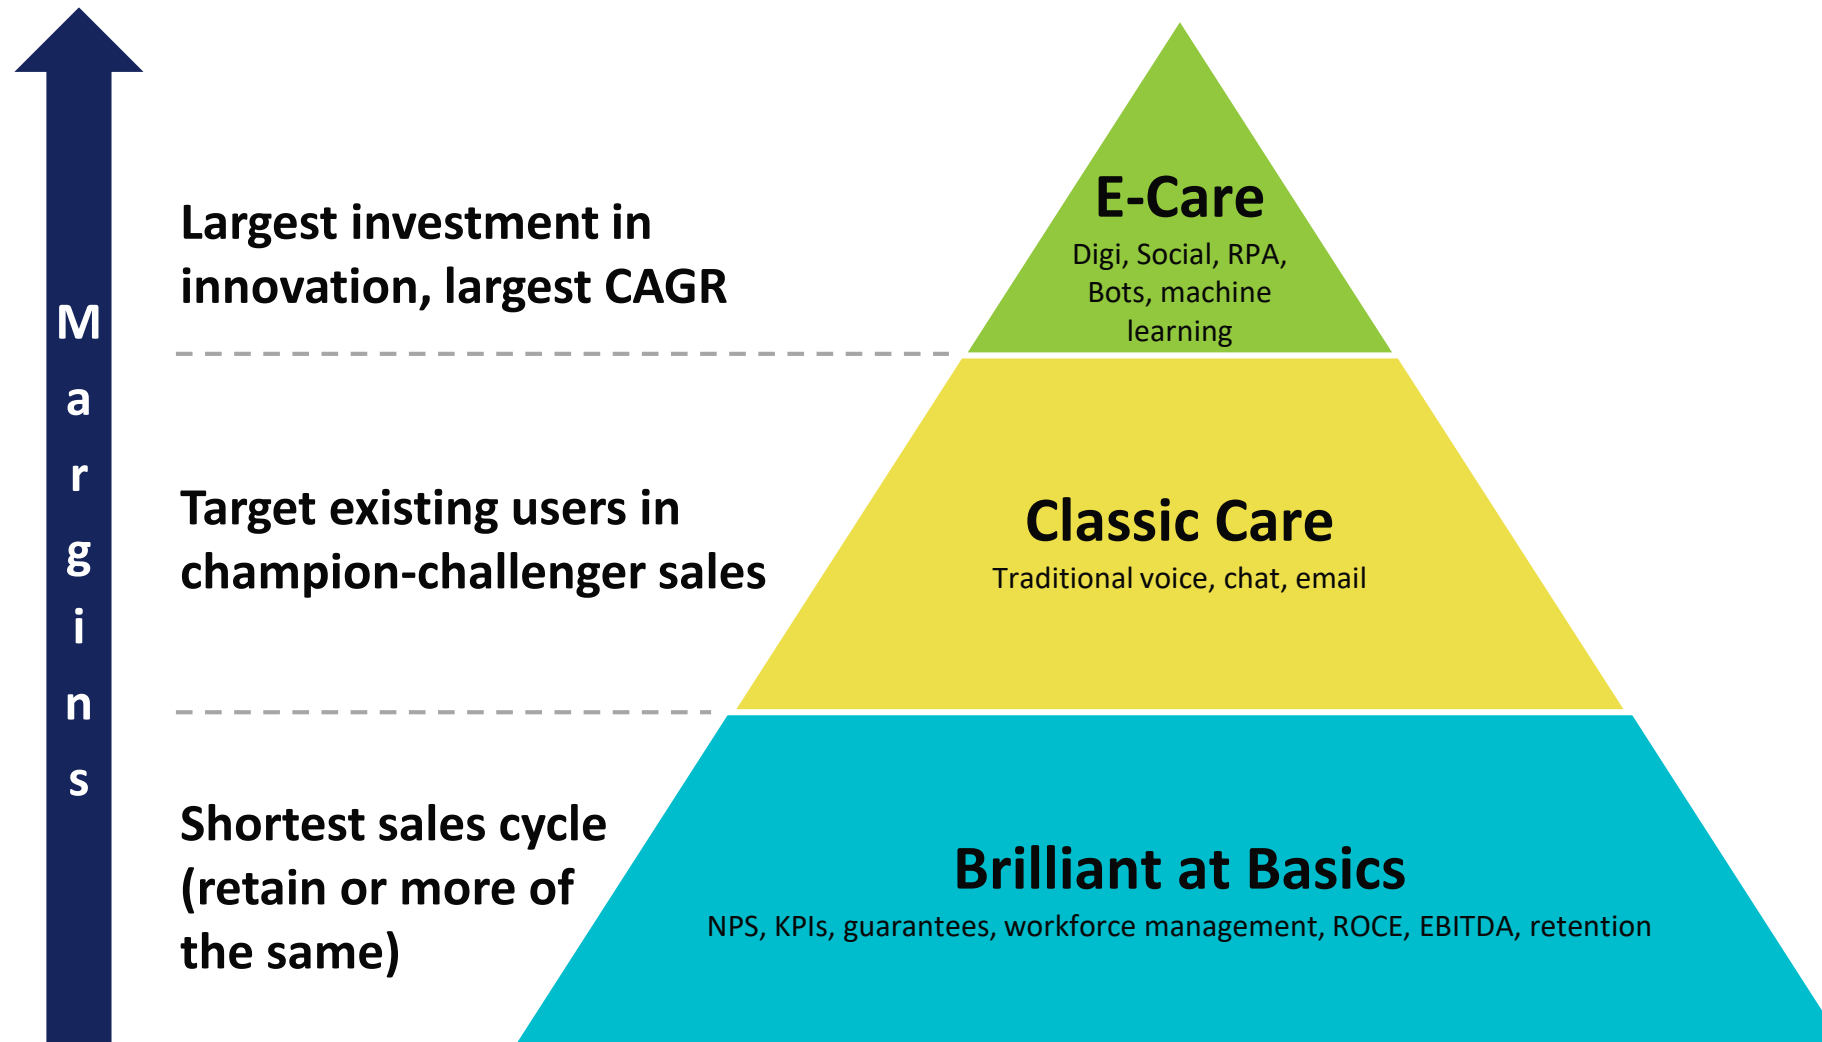 Margins
Largest investment in
innovation, largest CAGR
E-Care
Digi, Social, RPA,
Bots, machine
learning
Target existing users in
champion-challenger sales
Classic Care
Traditional voice, chat, email
Shortest sales cycle
(retain or more of
the same)
Brilliant at Basics
NPS, KPIs, guarantees, workforce management, ROCE, EBITDA, retention